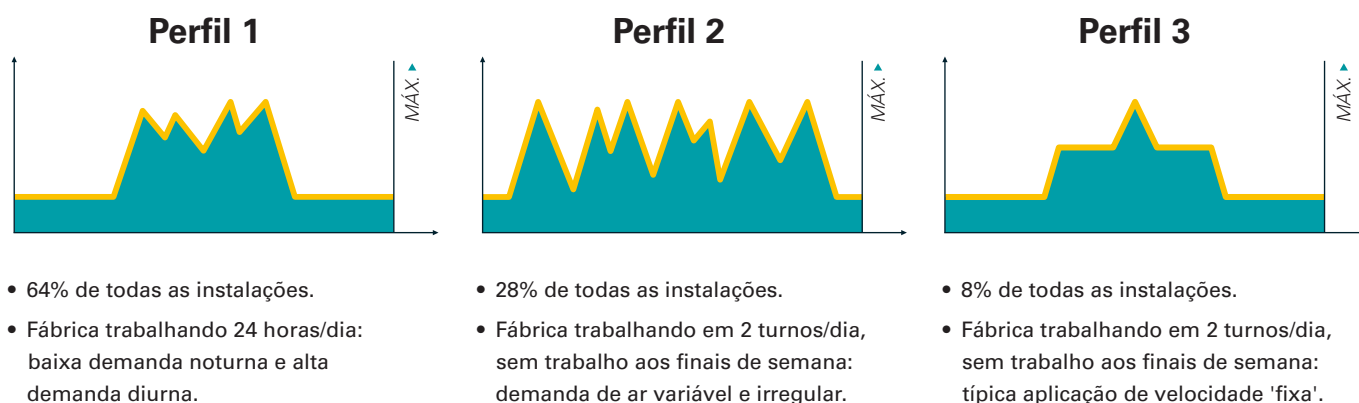 Perfil 1
MÁX.
• 64% de todas as instalações.
• Fábrica trabalhando 24 horas/dia:
baixa demanda noturna e alta
demanda diurna.
Perfil 2
MÁX.
• 28% de todas as instalações.
• Fábrica trabalhando em 2 turnos/dia,
sem trabalho aos finais de semana:
demanda de ar variável e irregular.
Perfil 3
MÁX.
• 8% de todas as instalações.
• Fábrica trabalhando em 2 turnos/dia,
sem trabalho aos finais de semana:
típica aplicação de velocidade 'fixa'.